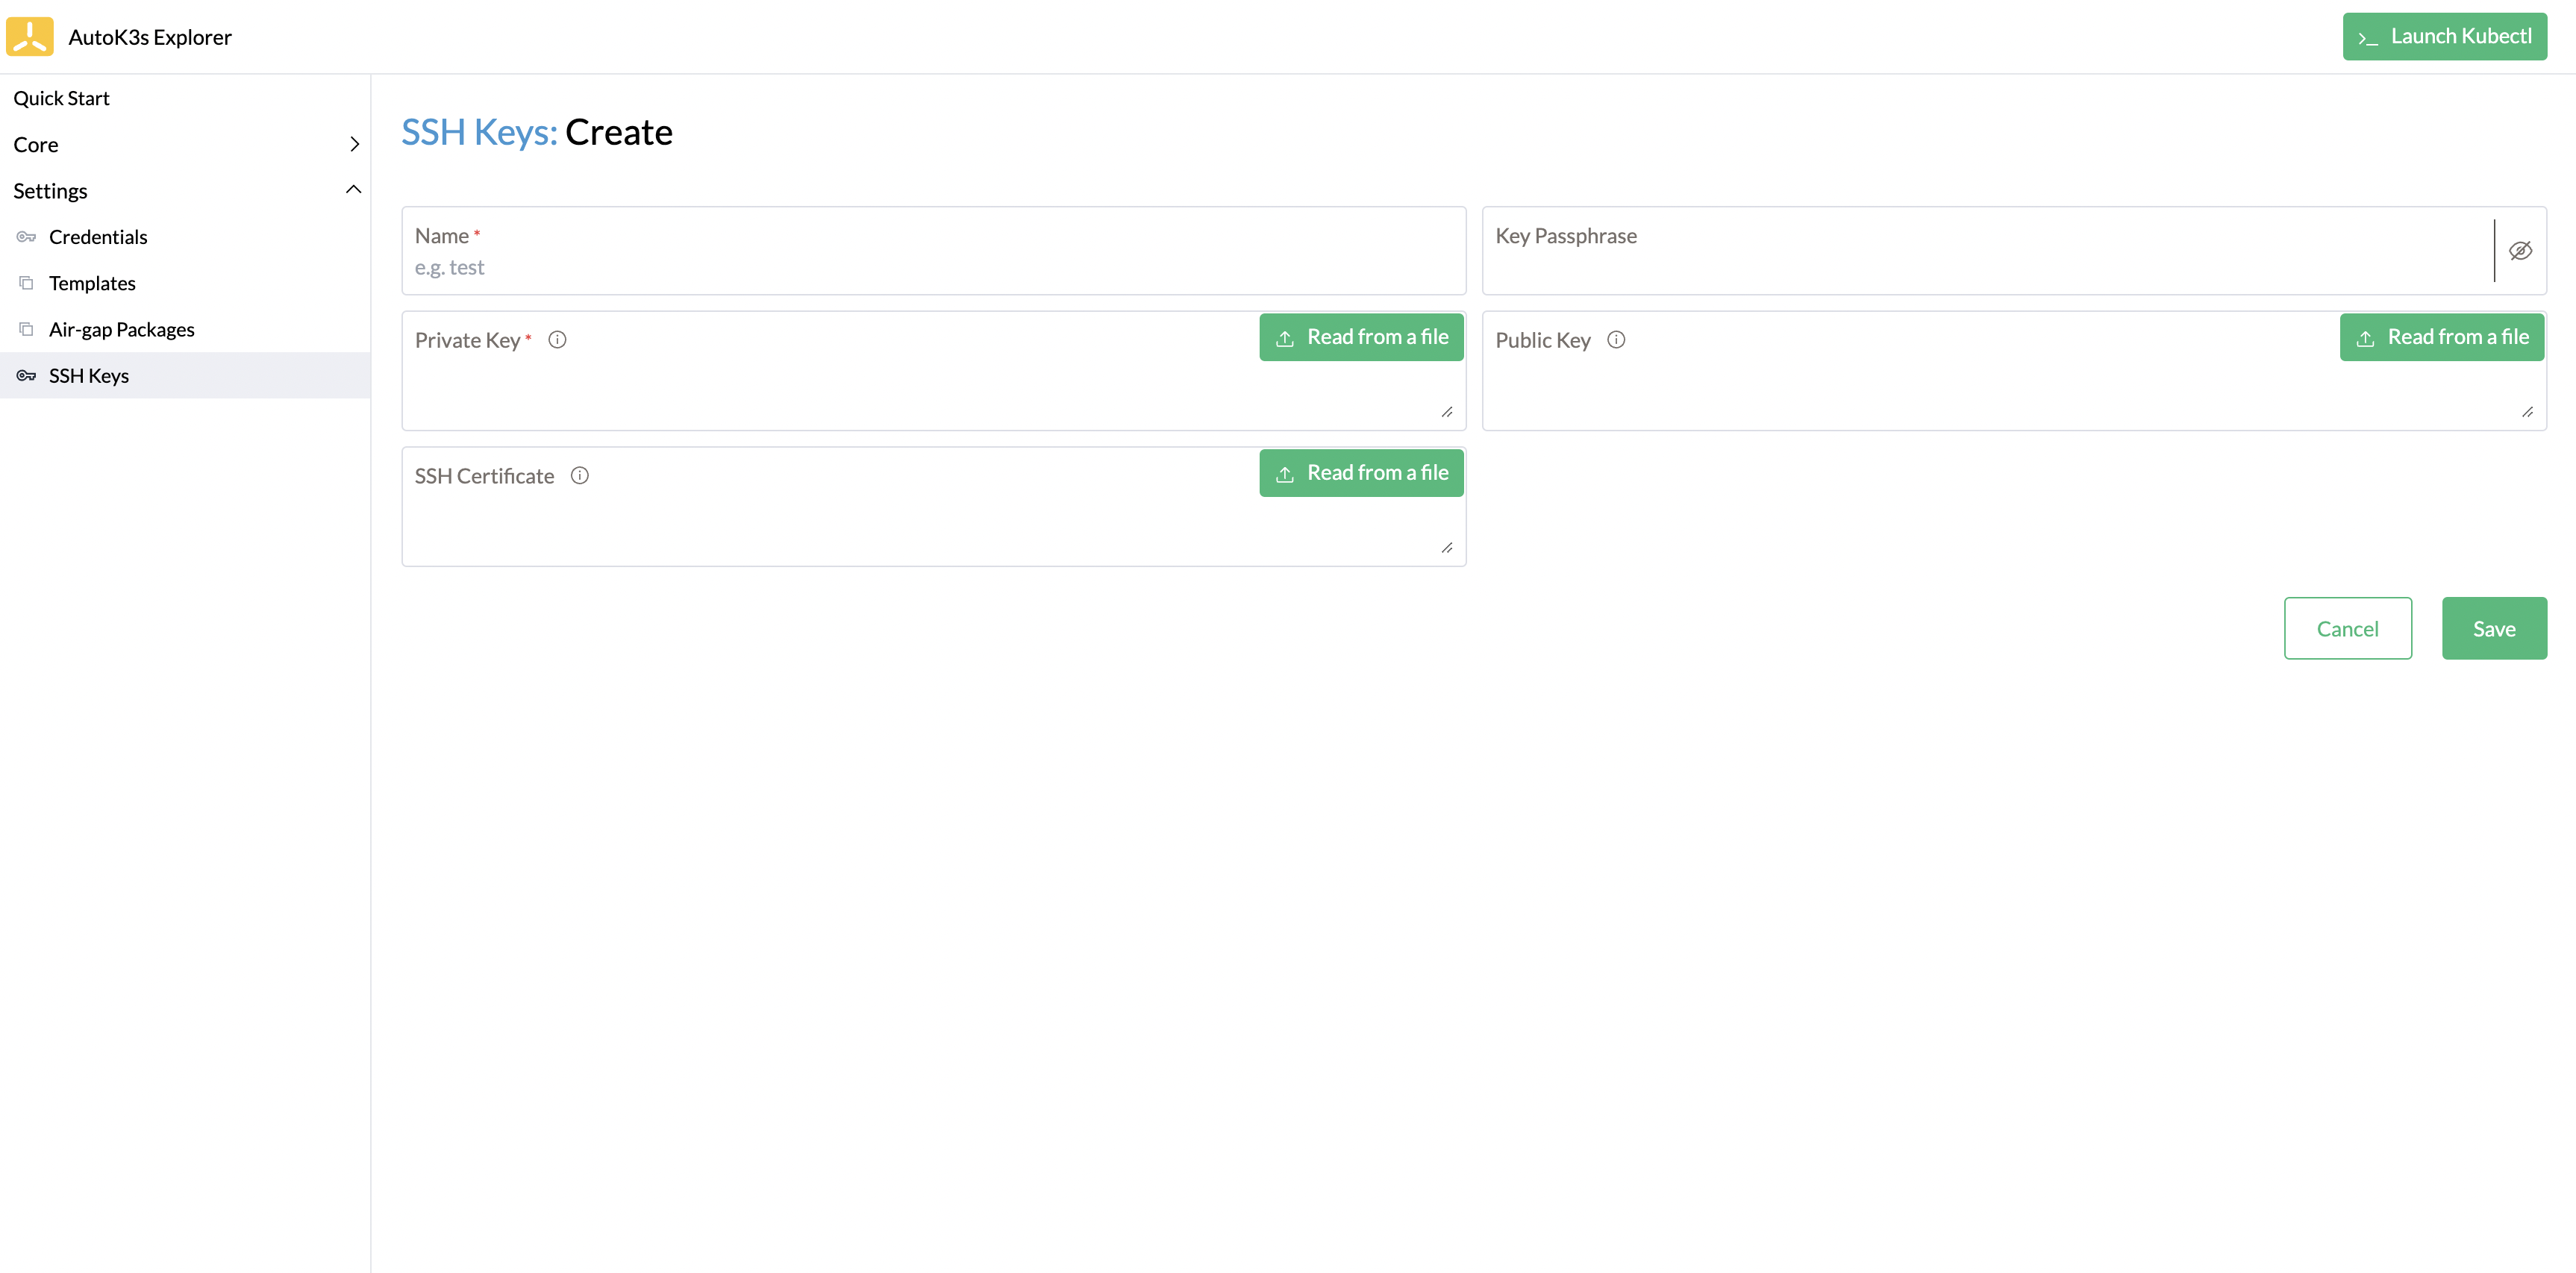 AutoK3s Explorer
Launch Kubectl
Quick Start
Core
Settings
Credentials
Templates
Air-gap Packages
SSH Keys
SSH Keys: Create
Name *
e.g. test
Key Passphrase
Private Key *
Read from a file
Public Key
Read from a file
SSH Certificate
Read from a file
Cancel
Save